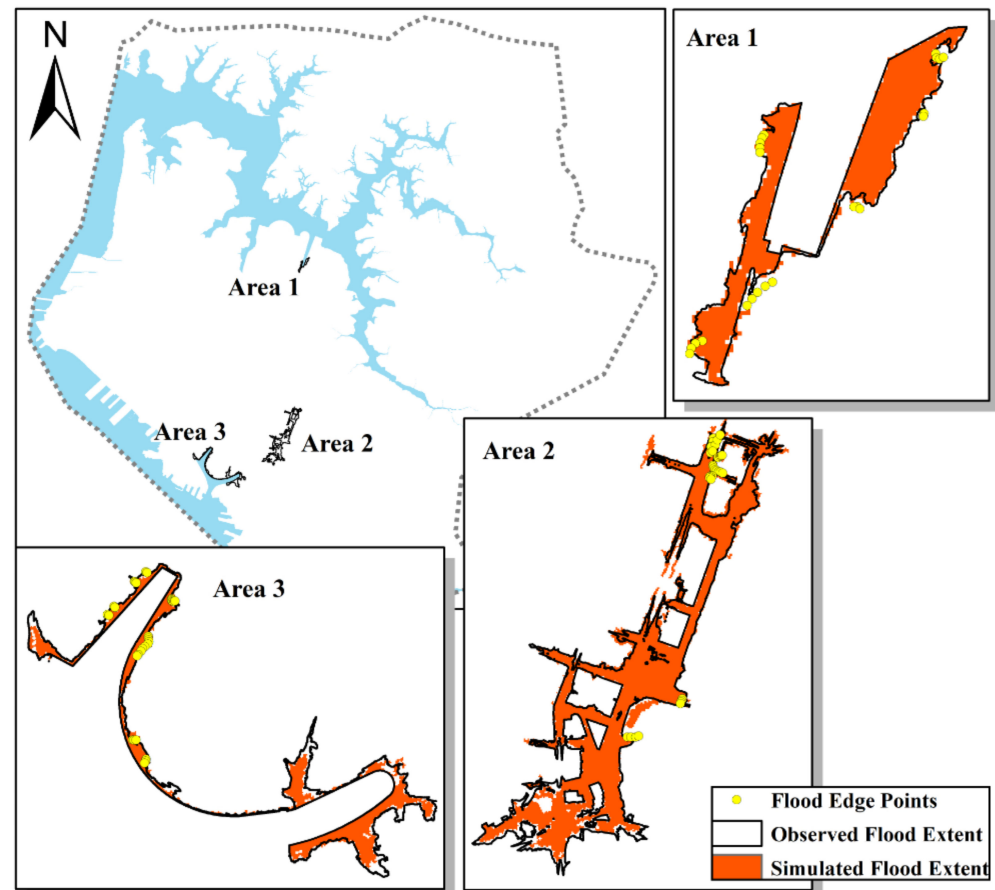 N
Area 1
Area 1
Area 3
Area 2
Area 2
Area 3
Flood Edge Points
Observed Flood Extent
Simulated Flood Extent